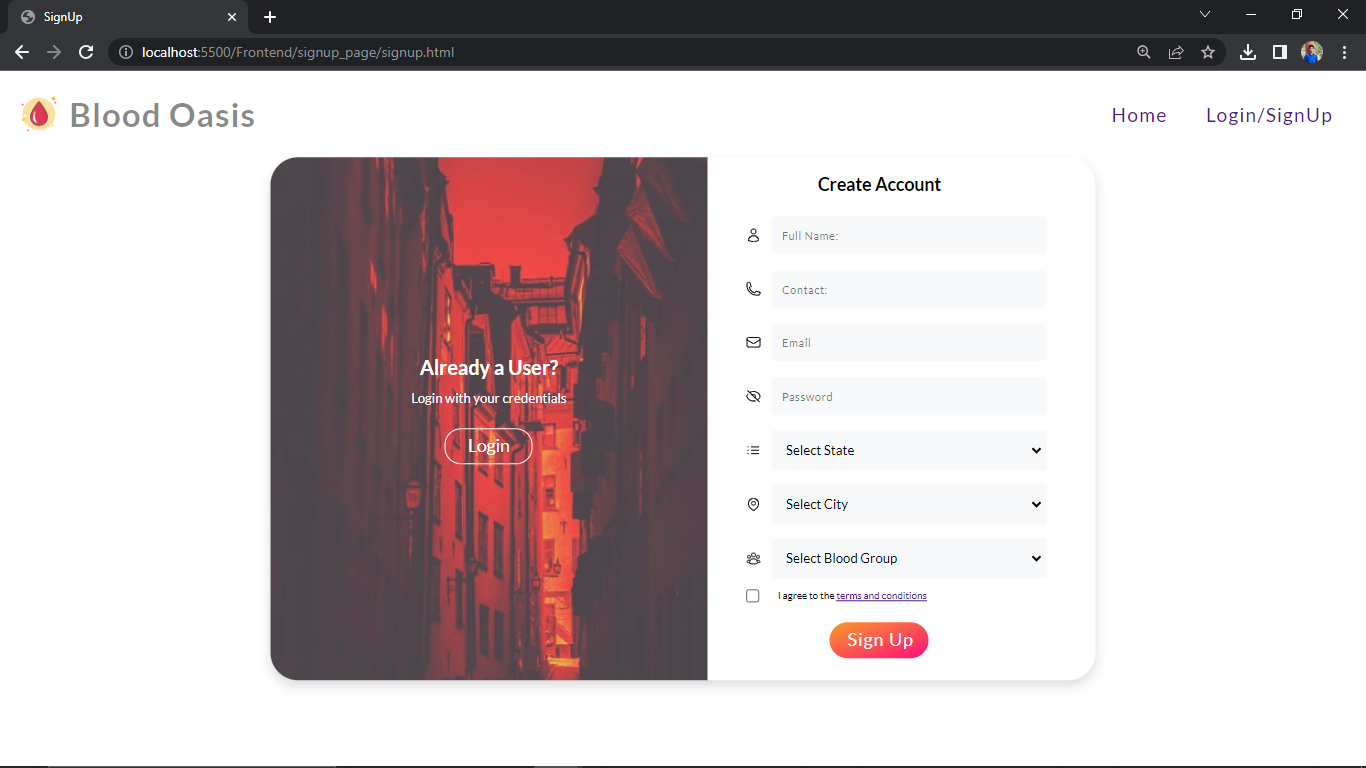 SignUp
localhost:5500/Frontend/signup_page/signup.html
Blood Oasis
Home
Login/SignUp
Already a User?
Login with your credentials
Login
Create Account
Full Name:
Contact:
Email
Password
Select State
Select City
Select Blood Group
I agree to the terms and conditions
Sign Up